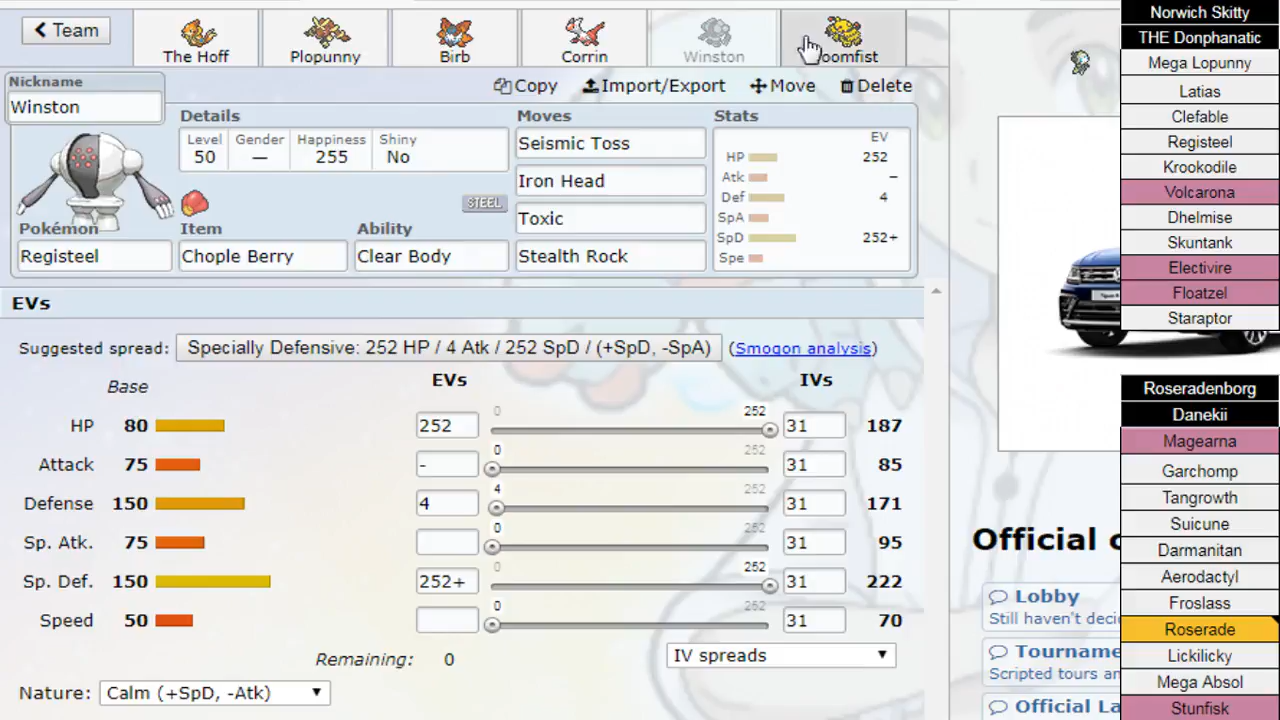 Team
The Hoff
Plopunny
Birb
Corrin
Winston
oomfist
Nickname
Winston
Copy
Import/Export
Move
Delete
Details
Level
50
Gender
—
Happiness
255
Shiny
No
STEEL
Pokémon
Registeel
Item
Chople Berry
Ability
Clear Body
Moves
Seismic Toss
Iron Head
Toxic
Stealth Rock
Stats
EV
HP 252
Atk –
Def 4
SpA
SpD 252+
Spe
EVs
Suggested spread: Specially Defensive: 252 HP / 4 Atk / 252 SpD / (+SpD, -SpA) (Smogon analysis)
Base EVs IVs
HP 80 252 0 252 31 187
Attack 75 - 0 252 31 85
Defense 150 4 4 252 31 171
Sp. Atk. 75 0 252 31 95
Sp. Def. 150 252+ 0 252 31 222
Speed 50 0 252 31 70
Remaining: 0
IV spreads
Nature: Calm (+SpD, -Atk)
Official c
Lobby
Still haven't deci
Tourname
Scripted tours an
Official La
Norwich Skitty
THE Donphanatic
Mega Lopunny
Latias
Clefable
Registeel
Krookodile
Volcarona
Dhelmise
Skuntank
Electivire
Floatzel
Staraptor
Roseradenborg
Danekii
Magearna
Garchomp
Tangrowth
Suicune
Darmanitan
Aerodactyl
Froslass
Roserade
Lickilicky
Mega Absol
Stunfisk